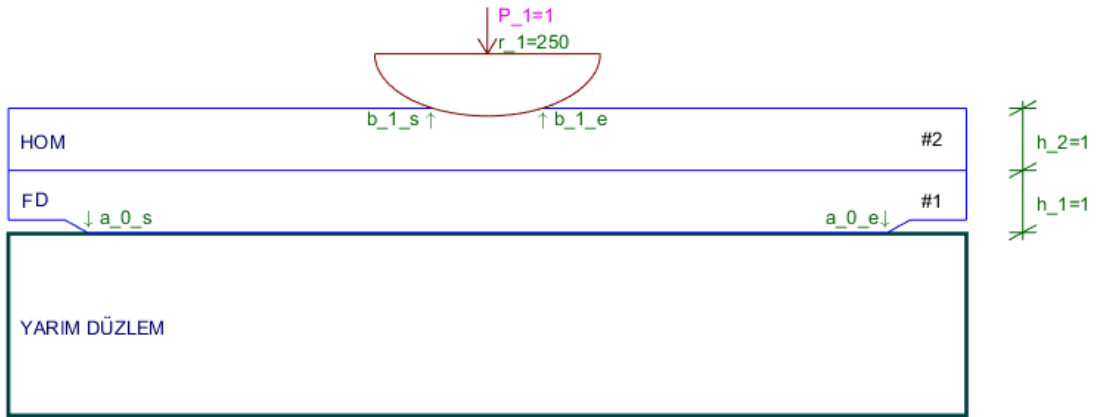 P_1=1
r_1=250
b_1_s ↑ ↑ b_1_e
HOM #2 h_2=1
FD #1 h_1=1
↓ a_0_s a_0_e↓
YARIM DÜZLEM